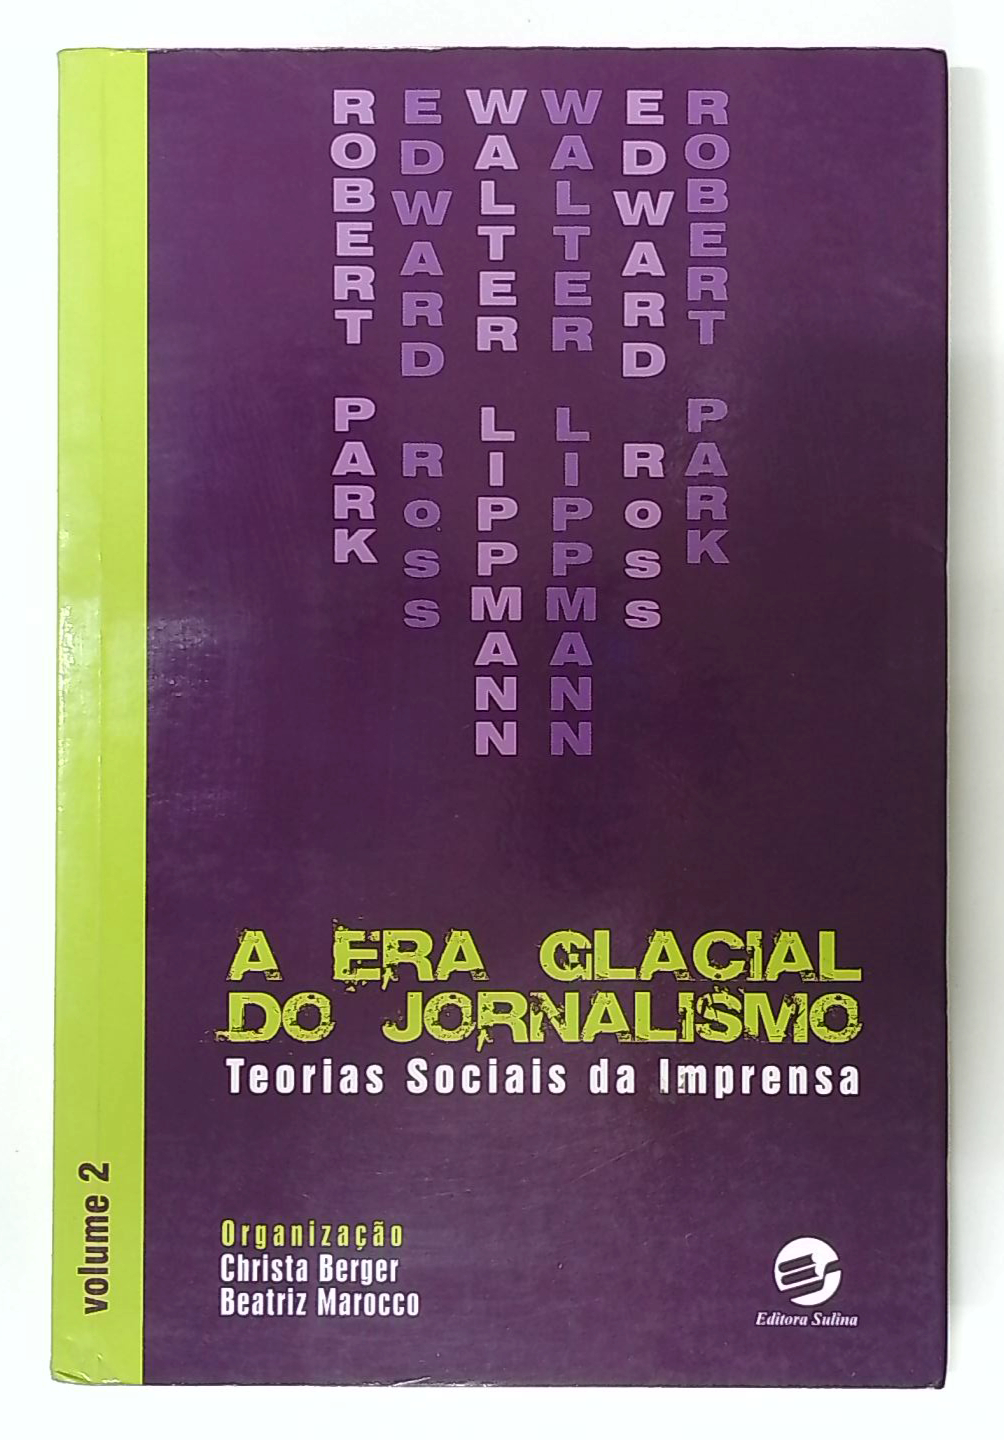 ROBERT PARK
EDWARD ROSS
WALTER LIPPMANN
WALTER LIPPMANN
EDWARD ROSS
ROBERT PARK
A ERA GLACIAL
DO JORNALISMO
Teorias Sociais da Imprensa
volume 2
Organização
Christa Berger
Beatriz Marocco
Editora Sulina